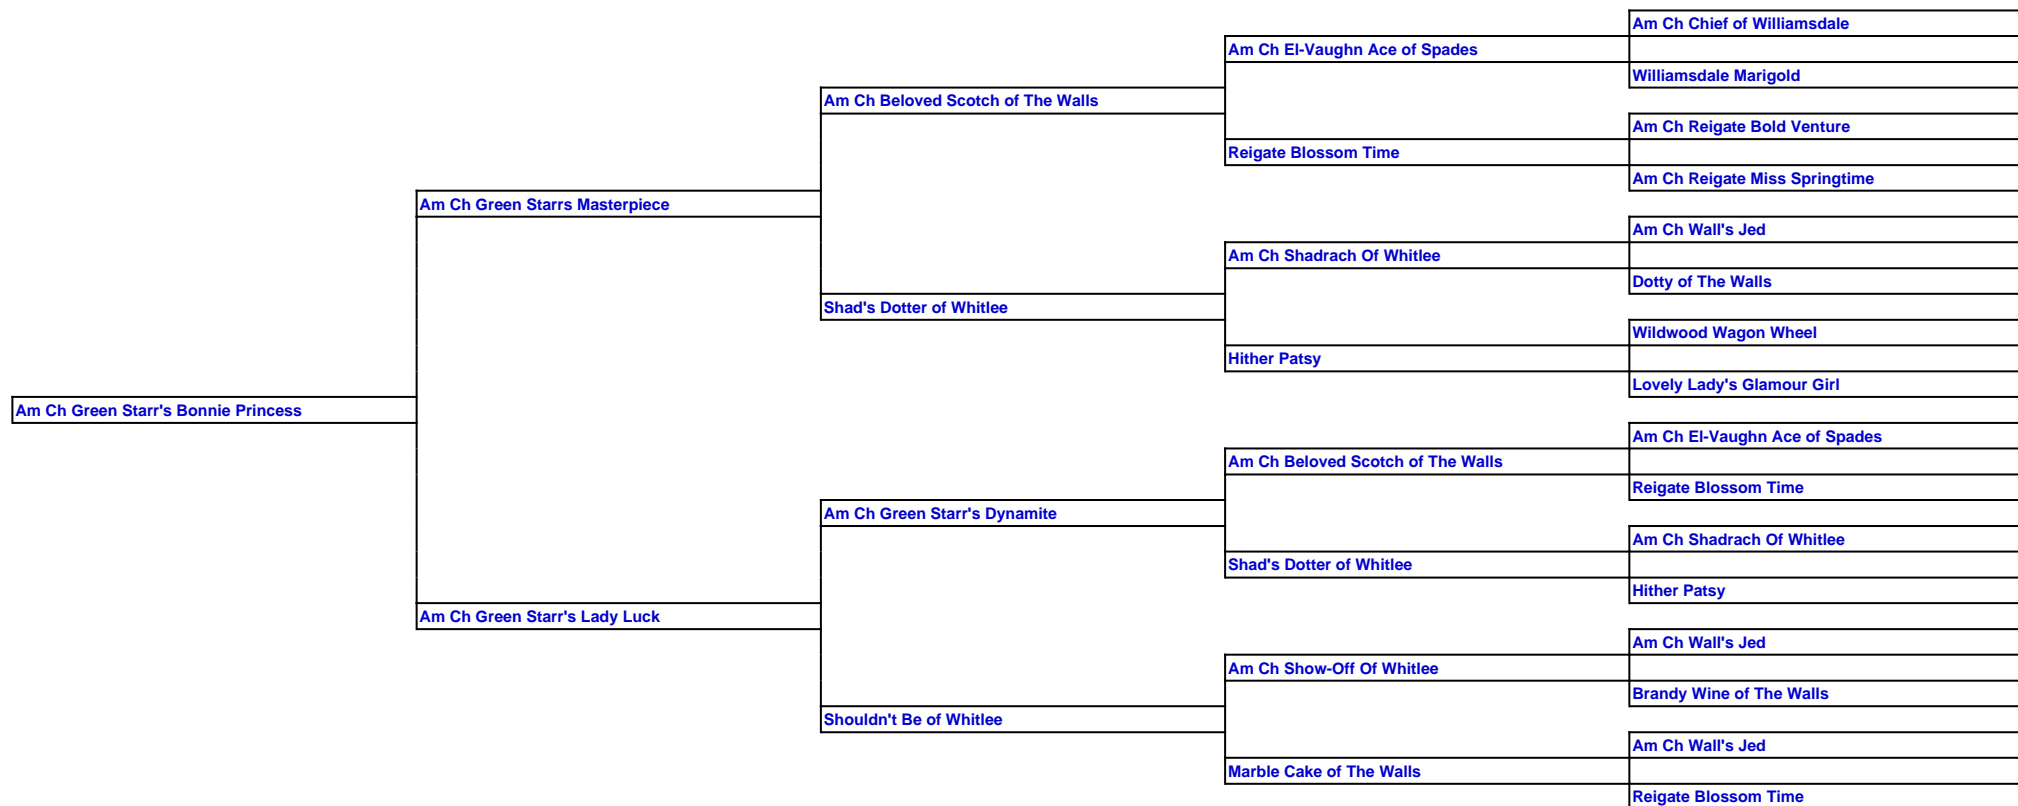 Am Ch Chief of Williamsdale
Am Ch El-Vaughn Ace of Spades
Williamsdale Marigold
Am Ch Beloved Scotch of The Walls
Am Ch Reigate Bold Venture
Reigate Blossom Time
Am Ch Reigate Miss Springtime
Am Ch Green Starrs Masterpiece
Am Ch Wall's Jed
Am Ch Shadrach Of Whitlee
Dotty of The Walls
Shad's Dotter of Whitlee
Wildwood Wagon Wheel
Hither Patsy
Lovely Lady's Glamour Girl
Am Ch Green Starr's Bonnie Princess
Am Ch El-Vaughn Ace of Spades
Am Ch Beloved Scotch of The Walls
Reigate Blossom Time
Am Ch Green Starr's Dynamite
Am Ch Shadrach Of Whitlee
Shad's Dotter of Whitlee
Hither Patsy
Am Ch Green Starr's Lady Luck
Am Ch Wall's Jed
Am Ch Show-Off Of Whitlee
Brandy Wine of The Walls
Shouldn't Be of Whitlee
Am Ch Wall's Jed
Marble Cake of The Walls
Reigate Blossom Time